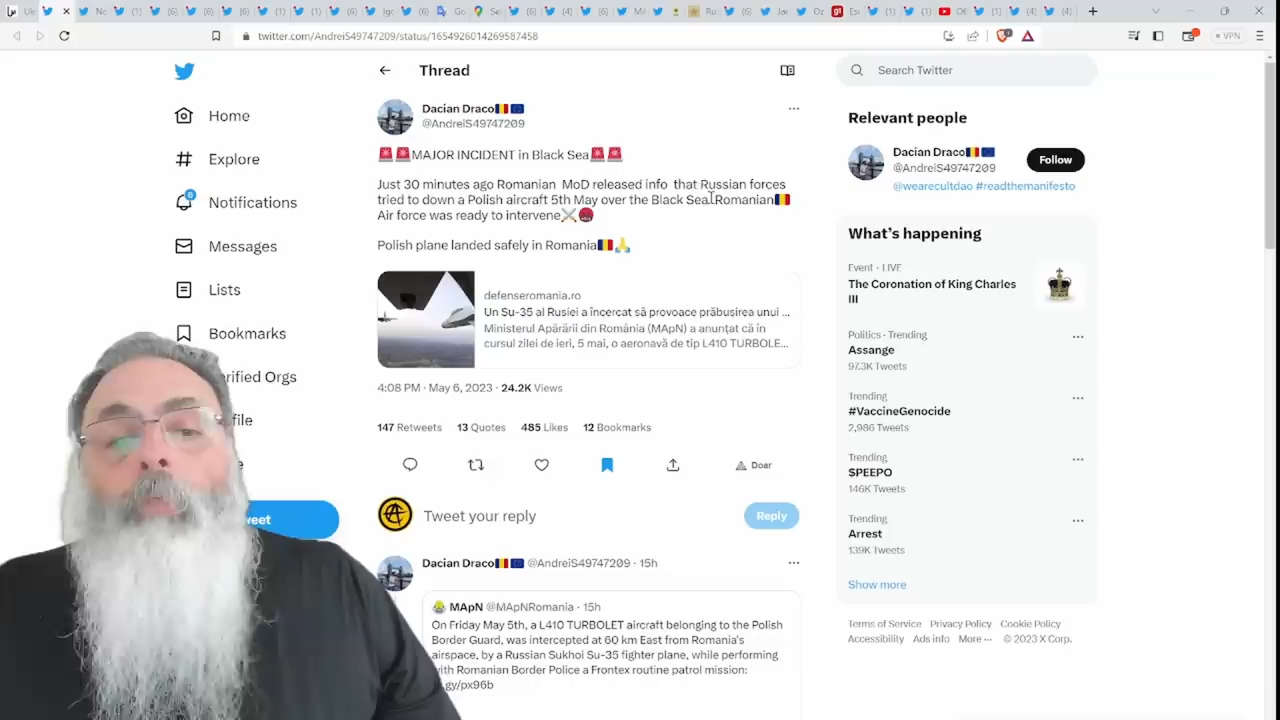 twitter.com/AndreiS49747209/status/1654926014269587458
VPN
Home
Explore
6
Notifications
Messages
Lists
Bookmarks
erified Orgs
file
weet
Thread
Dacian Draco🇷🇴🇪🇺
@AndreiS49747209
🚨🚨MAJOR INCIDENT in Black Sea🚨🚨
Just 30 minutes ago Romanian MoD released info that Russian forces
tried to down a Polish aircraft 5th May over the Black Sea.Romanian🇷🇴
Air force was ready to intervene⚔️👹
Polish plane landed safely in Romania🇷🇴🙏
defenseromania.ro
Un Su-35 al Rusiei a încercat să provoace prăbușirea unui ...
Ministerul Apărării din România (MApN) a anunțat că în
cursul zilei de ieri, 5 mai, o aeronavă de tip L410 TURBOLE...
4:08 PM · May 6, 2023 · 24.2K Views
147 Retweets 13 Quotes 485 Likes 12 Bookmarks
Doar
Tweet your reply
Reply
Dacian Draco🇷🇴🇪🇺 @AndreiS49747209 · 15h
MApN @MApNRomania · 15h
On Friday May 5th, a L410 TURBOLET aircraft belonging to the Polish
Border Guard, was intercepted at 60 km East from Romania's
airspace, by a Russian Sukhoi Su-35 fighter plane, while performing
with Romanian Border Police a Frontex routine patrol mission:
gy/px96b
Search Twitter
Relevant people
Dacian Draco🇷🇴🇪🇺
@AndreiS49747209
Follow
@wearecultdao #readthemanifesto
What's happening
Event · LIVE
The Coronation of King Charles
III
Politics · Trending
Assange
97.3K Tweets
Trending
#VaccineGenocide
2,986 Tweets
Trending
$PEEPO
146K Tweets
Trending
Arrest
139K Tweets
Show more
Terms of Service Privacy Policy Cookie Policy
Accessibility Ads info More ··· © 2023 X Corp.